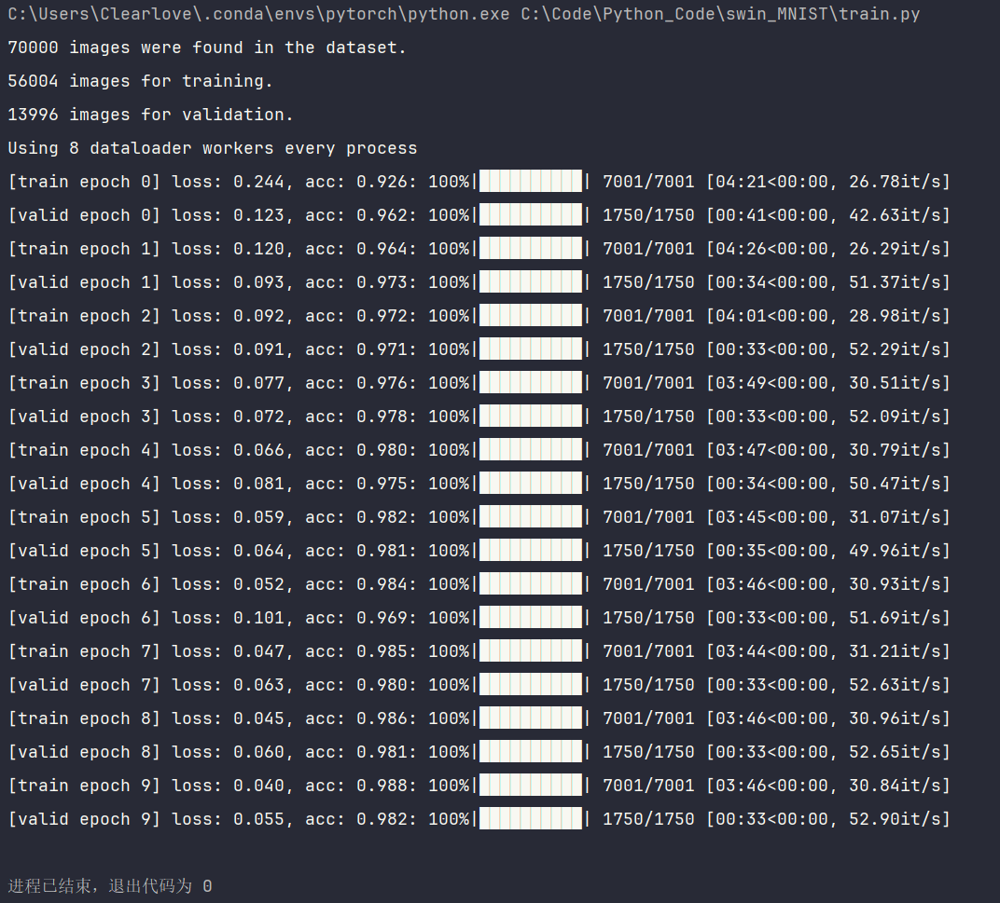 C:\Users\Clearlove\.conda\envs\pytorch\python.exe C:\Code\Python_Code\swin_MNIST\train.py
70000 images were found in the dataset.
56004 images for training.
13996 images for validation.
Using 8 dataloader workers every process
[train epoch 0] loss: 0.244, acc: 0.926: 100%|██████████| 7001/7001 [04:21<00:00, 26.78it/s]
[valid epoch 0] loss: 0.123, acc: 0.962: 100%|██████████| 1750/1750 [00:41<00:00, 42.63it/s]
[train epoch 1] loss: 0.120, acc: 0.964: 100%|██████████| 7001/7001 [04:26<00:00, 26.29it/s]
[valid epoch 1] loss: 0.093, acc: 0.973: 100%|██████████| 1750/1750 [00:34<00:00, 51.37it/s]
[train epoch 2] loss: 0.092, acc: 0.972: 100%|██████████| 7001/7001 [04:01<00:00, 28.98it/s]
[valid epoch 2] loss: 0.091, acc: 0.971: 100%|██████████| 1750/1750 [00:33<00:00, 52.29it/s]
[train epoch 3] loss: 0.077, acc: 0.976: 100%|██████████| 7001/7001 [03:49<00:00, 30.51it/s]
[valid epoch 3] loss: 0.072, acc: 0.978: 100%|██████████| 1750/1750 [00:33<00:00, 52.09it/s]
[train epoch 4] loss: 0.066, acc: 0.980: 100%|██████████| 7001/7001 [03:47<00:00, 30.79it/s]
[valid epoch 4] loss: 0.081, acc: 0.975: 100%|██████████| 1750/1750 [00:34<00:00, 50.47it/s]
[train epoch 5] loss: 0.059, acc: 0.982: 100%|██████████| 7001/7001 [03:45<00:00, 31.07it/s]
[valid epoch 5] loss: 0.064, acc: 0.981: 100%|██████████| 1750/1750 [00:35<00:00, 49.96it/s]
[train epoch 6] loss: 0.052, acc: 0.984: 100%|██████████| 7001/7001 [03:46<00:00, 30.93it/s]
[valid epoch 6] loss: 0.101, acc: 0.969: 100%|██████████| 1750/1750 [00:33<00:00, 51.69it/s]
[train epoch 7] loss: 0.047, acc: 0.985: 100%|██████████| 7001/7001 [03:44<00:00, 31.21it/s]
[valid epoch 7] loss: 0.063, acc: 0.980: 100%|██████████| 1750/1750 [00:33<00:00, 52.63it/s]
[train epoch 8] loss: 0.045, acc: 0.986: 100%|██████████| 7001/7001 [03:46<00:00, 30.96it/s]
[valid epoch 8] loss: 0.060, acc: 0.981: 100%|██████████| 1750/1750 [00:33<00:00, 52.65it/s]
[train epoch 9] loss: 0.040, acc: 0.988: 100%|██████████| 7001/7001 [03:46<00:00, 30.84it/s]
[valid epoch 9] loss: 0.055, acc: 0.982: 100%|██████████| 1750/1750 [00:33<00:00, 52.90it/s]
进程已结束，退出代码为 0